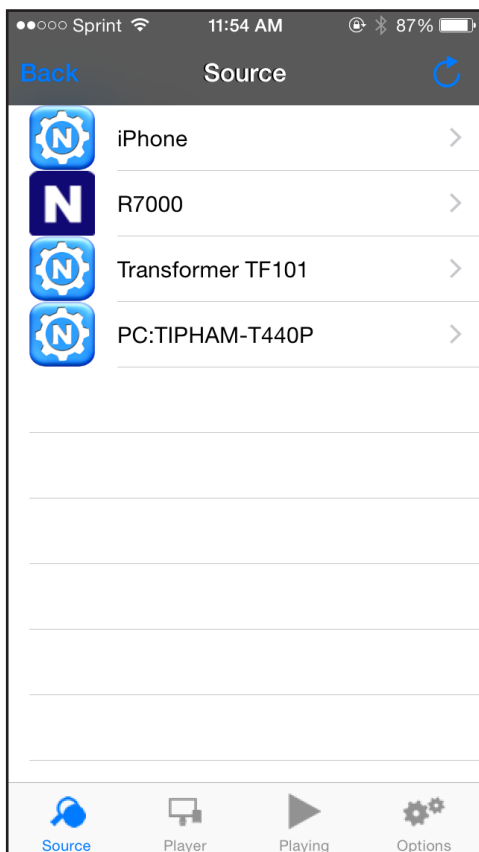 Sprint 11:54 AM 87%
Back Source
N iPhone
N R7000
N Transformer TF101
N PC:TIPHAM-T440P
Source Player Playing Options